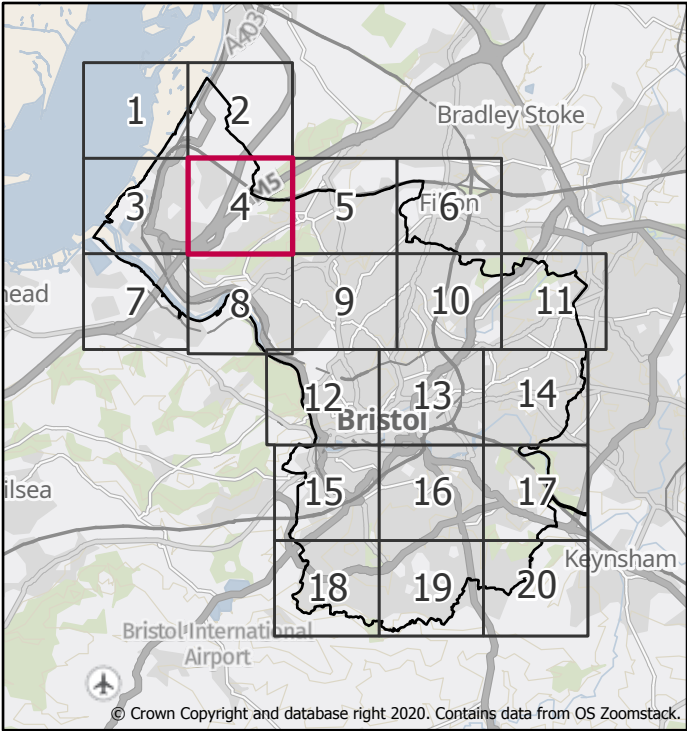 A403
1
2
Bradley Stoke
M5
3
4
5
6
Filton
head
7
8
9
10
11
12
13
14
Bristol
ilsea
15
16
17
Keynsham
18
19
20
Bristol International
Airport
© Crown Copyright and database right 2020. Contains data from OS Zoomstack.